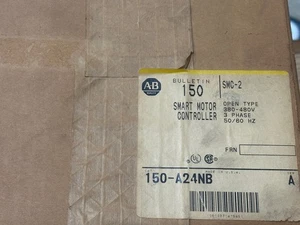 AB
BULLETIN
150
SMC-2
SMART MOTOR
CONTROLLER
OPEN TYPE
380-480V
3 PHASE
50/60 HZ
FRN
150-A24NB
A